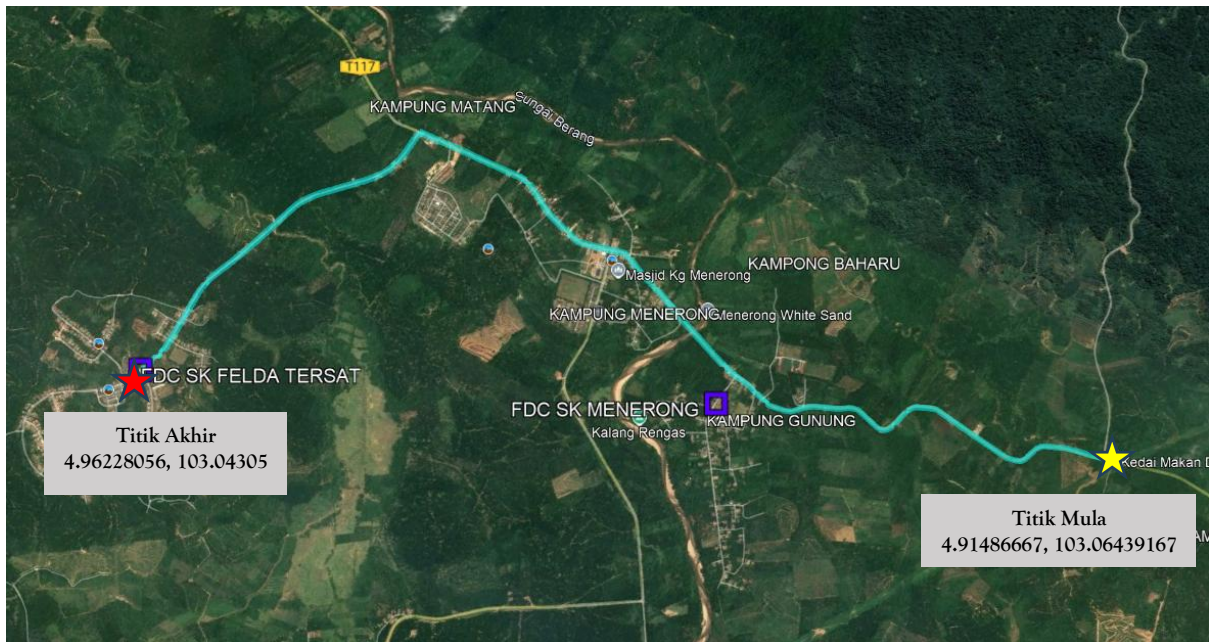 T117
KAMPUNG MATANG
Sungai Berang
KAMPONG BAHARU
Masjid Kg Menerong
KAMPUNG MENERONG
Menerong White Sand
FDC SK FELDA TERSAT
FDC SK MENERONG
KAMPUNG GUNUNG
Kalang Rengas
Kedai Makan D
Titik Akhir
4.96228056, 103.04305
Titik Mula
4.91486667, 103.06439167
AM